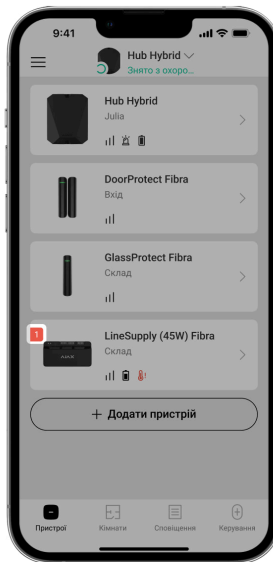 9:41
Hub Hybrid
Знято з охоро...
Hub Hybrid
Julia
DoorProtect Fibra
Вхід
GlassProtect Fibra
Склад
1
LineSupply (45W) Fibra
Склад
AJAX
+ Додати пристрій
Пристрої
Кімнати
Сповіщення
Керування